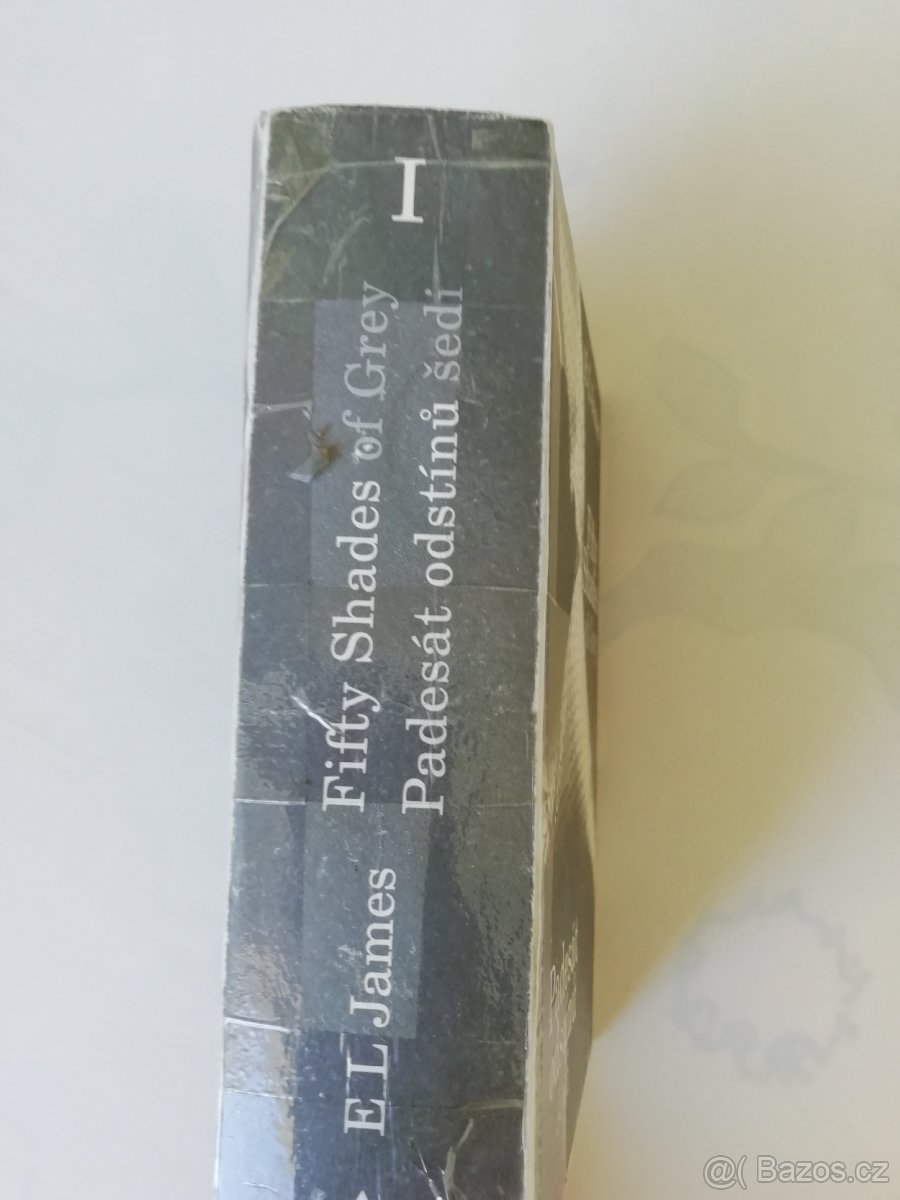 I
Fifty Shades of Grey
Padesát odstínů šedi
E L James
@( Bazos.cz